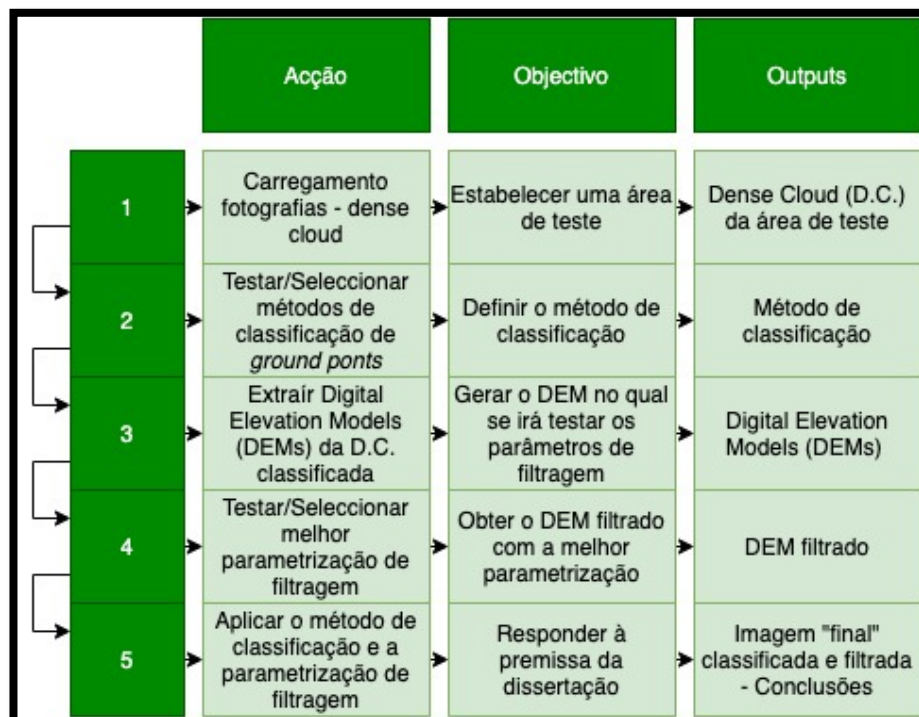 Acção
Objectivo
Outputs
1
Carregamento
fotografias - dense
cloud
Estabelecer uma área
de teste
Dense Cloud (D.C.)
da área de teste
2
Testar/Seleccionar
métodos de
classificação de
ground ponts
Definir o método de
classificação
Método de
classificação
3
Extraír Digital
Elevation Models
(DEMs) da D.C.
classificada
Gerar o DEM no qual
se irá testar os
parâmetros de
filtragem
Digital Elevation
Models (DEMs)
4
Testar/Seleccionar
melhor
parametrização de
filtragem
Obter o DEM filtrado
com a melhor
parametrização
DEM filtrado
5
Aplicar o método de
classificação e a
parametrização de
filtragem
Responder à
premissa da
dissertação
Imagem "final"
classificada e filtrada
- Conclusões